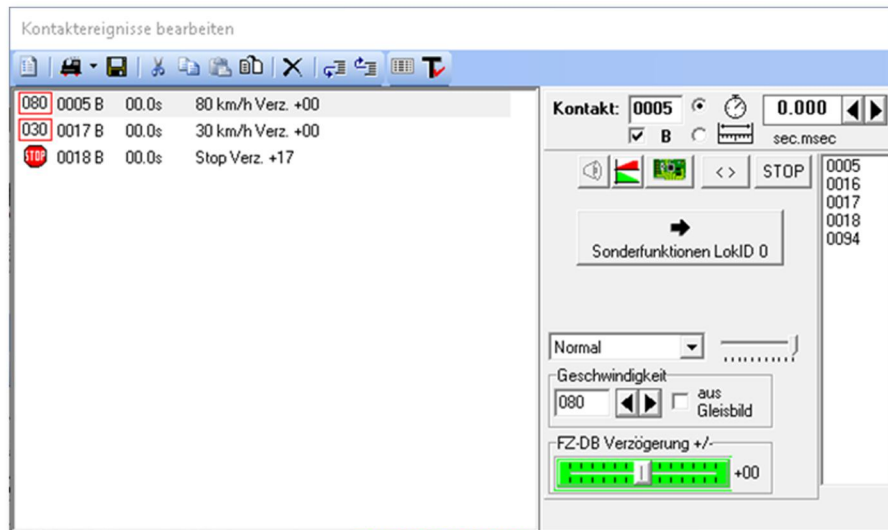 Kontaktereignisse bearbeiten
080 0005 B 00.0s 80 km/h Verz. +00
030 0017 B 00.0s 30 km/h Verz. +00
STOP 0018 B 00.0s Stop Verz. +17
Kontakt: 0005 0.000
B sec.msec
< > STOP
0005
0016
0017
0018
0094
Sonderfunktionen LokID 0
Normal
Geschwindigkeit
080 aus
Gleisbild
FZ-DB Verzögerung +/-
+00